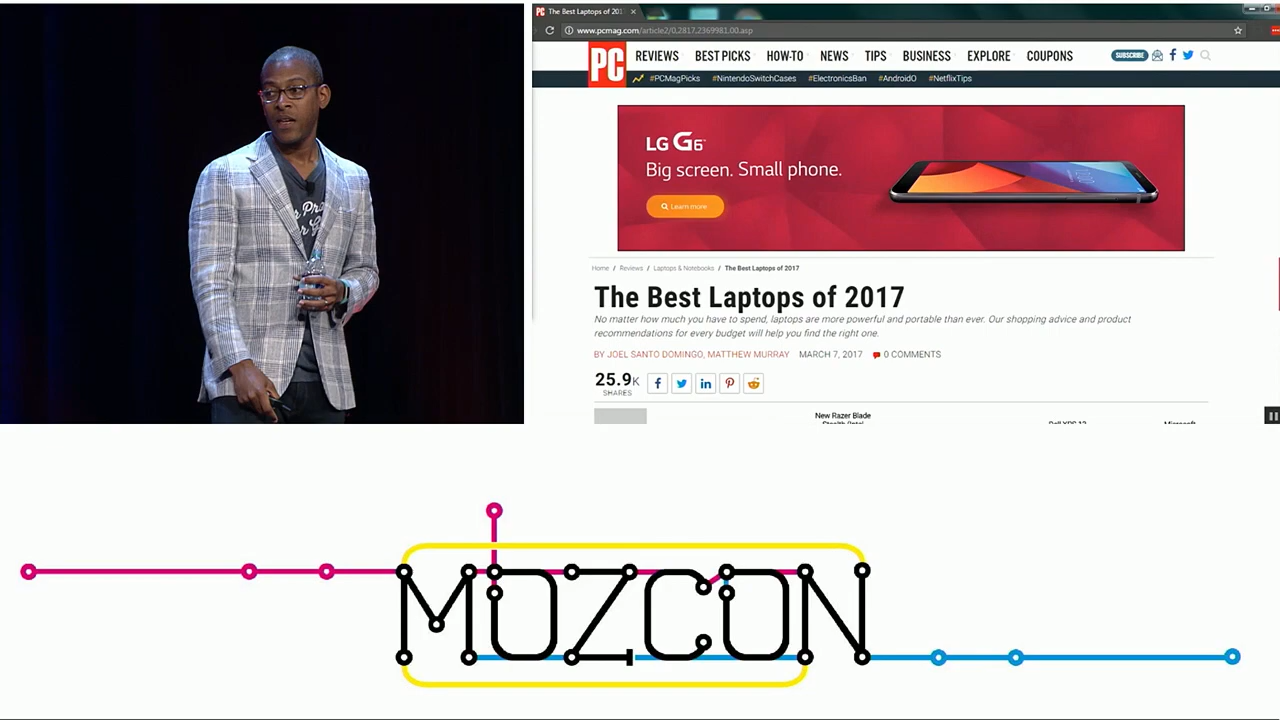 The Best Laptops of 201
www.pcmag.com/article2/0,2817,2369981,00.asp
PC
REVIEWS BEST PICKS HOW-TO NEWS TIPS BUSINESS EXPLORE COUPONS
SUBSCRIBE
#PCMagPicks #NintendoSwitchCases #ElectronicsBan #AndroidO #NetflixTips
LG G6
Big screen. Small phone.
Learn more
Home / Reviews / Laptops & Notebooks / The Best Laptops of 2017
The Best Laptops of 2017
No matter how much you have to spend, laptops are more powerful and portable than ever. Our shopping advice and product
recommendations for every budget will help you find the right one.
BY JOEL SANTO DOMINGO, MATTHEW MURRAY MARCH 7, 2017 0 COMMENTS
25.9K
SHARES
New Razer Blade
MOZCON